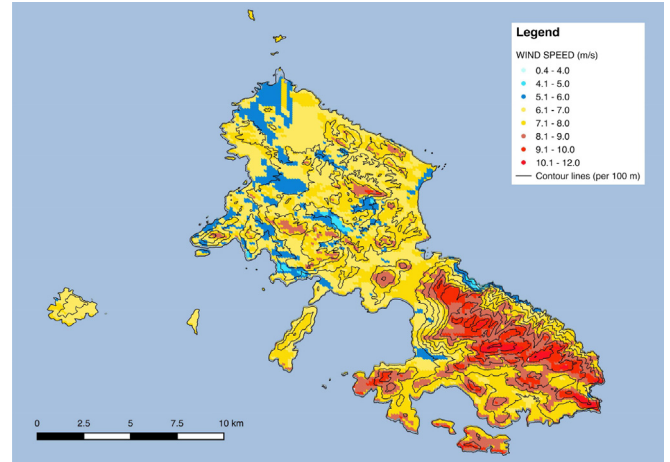 Legend
WIND SPEED (m/s)
0.4 - 4.0
4.1 - 5.0
5.1 - 6.0
6.1 - 7.0
7.1 - 8.0
8.1 - 9.0
9.1 - 10.0
10.1 - 12.0
Contour lines (per 100 m)
0 2.5 5 7.5 10 km